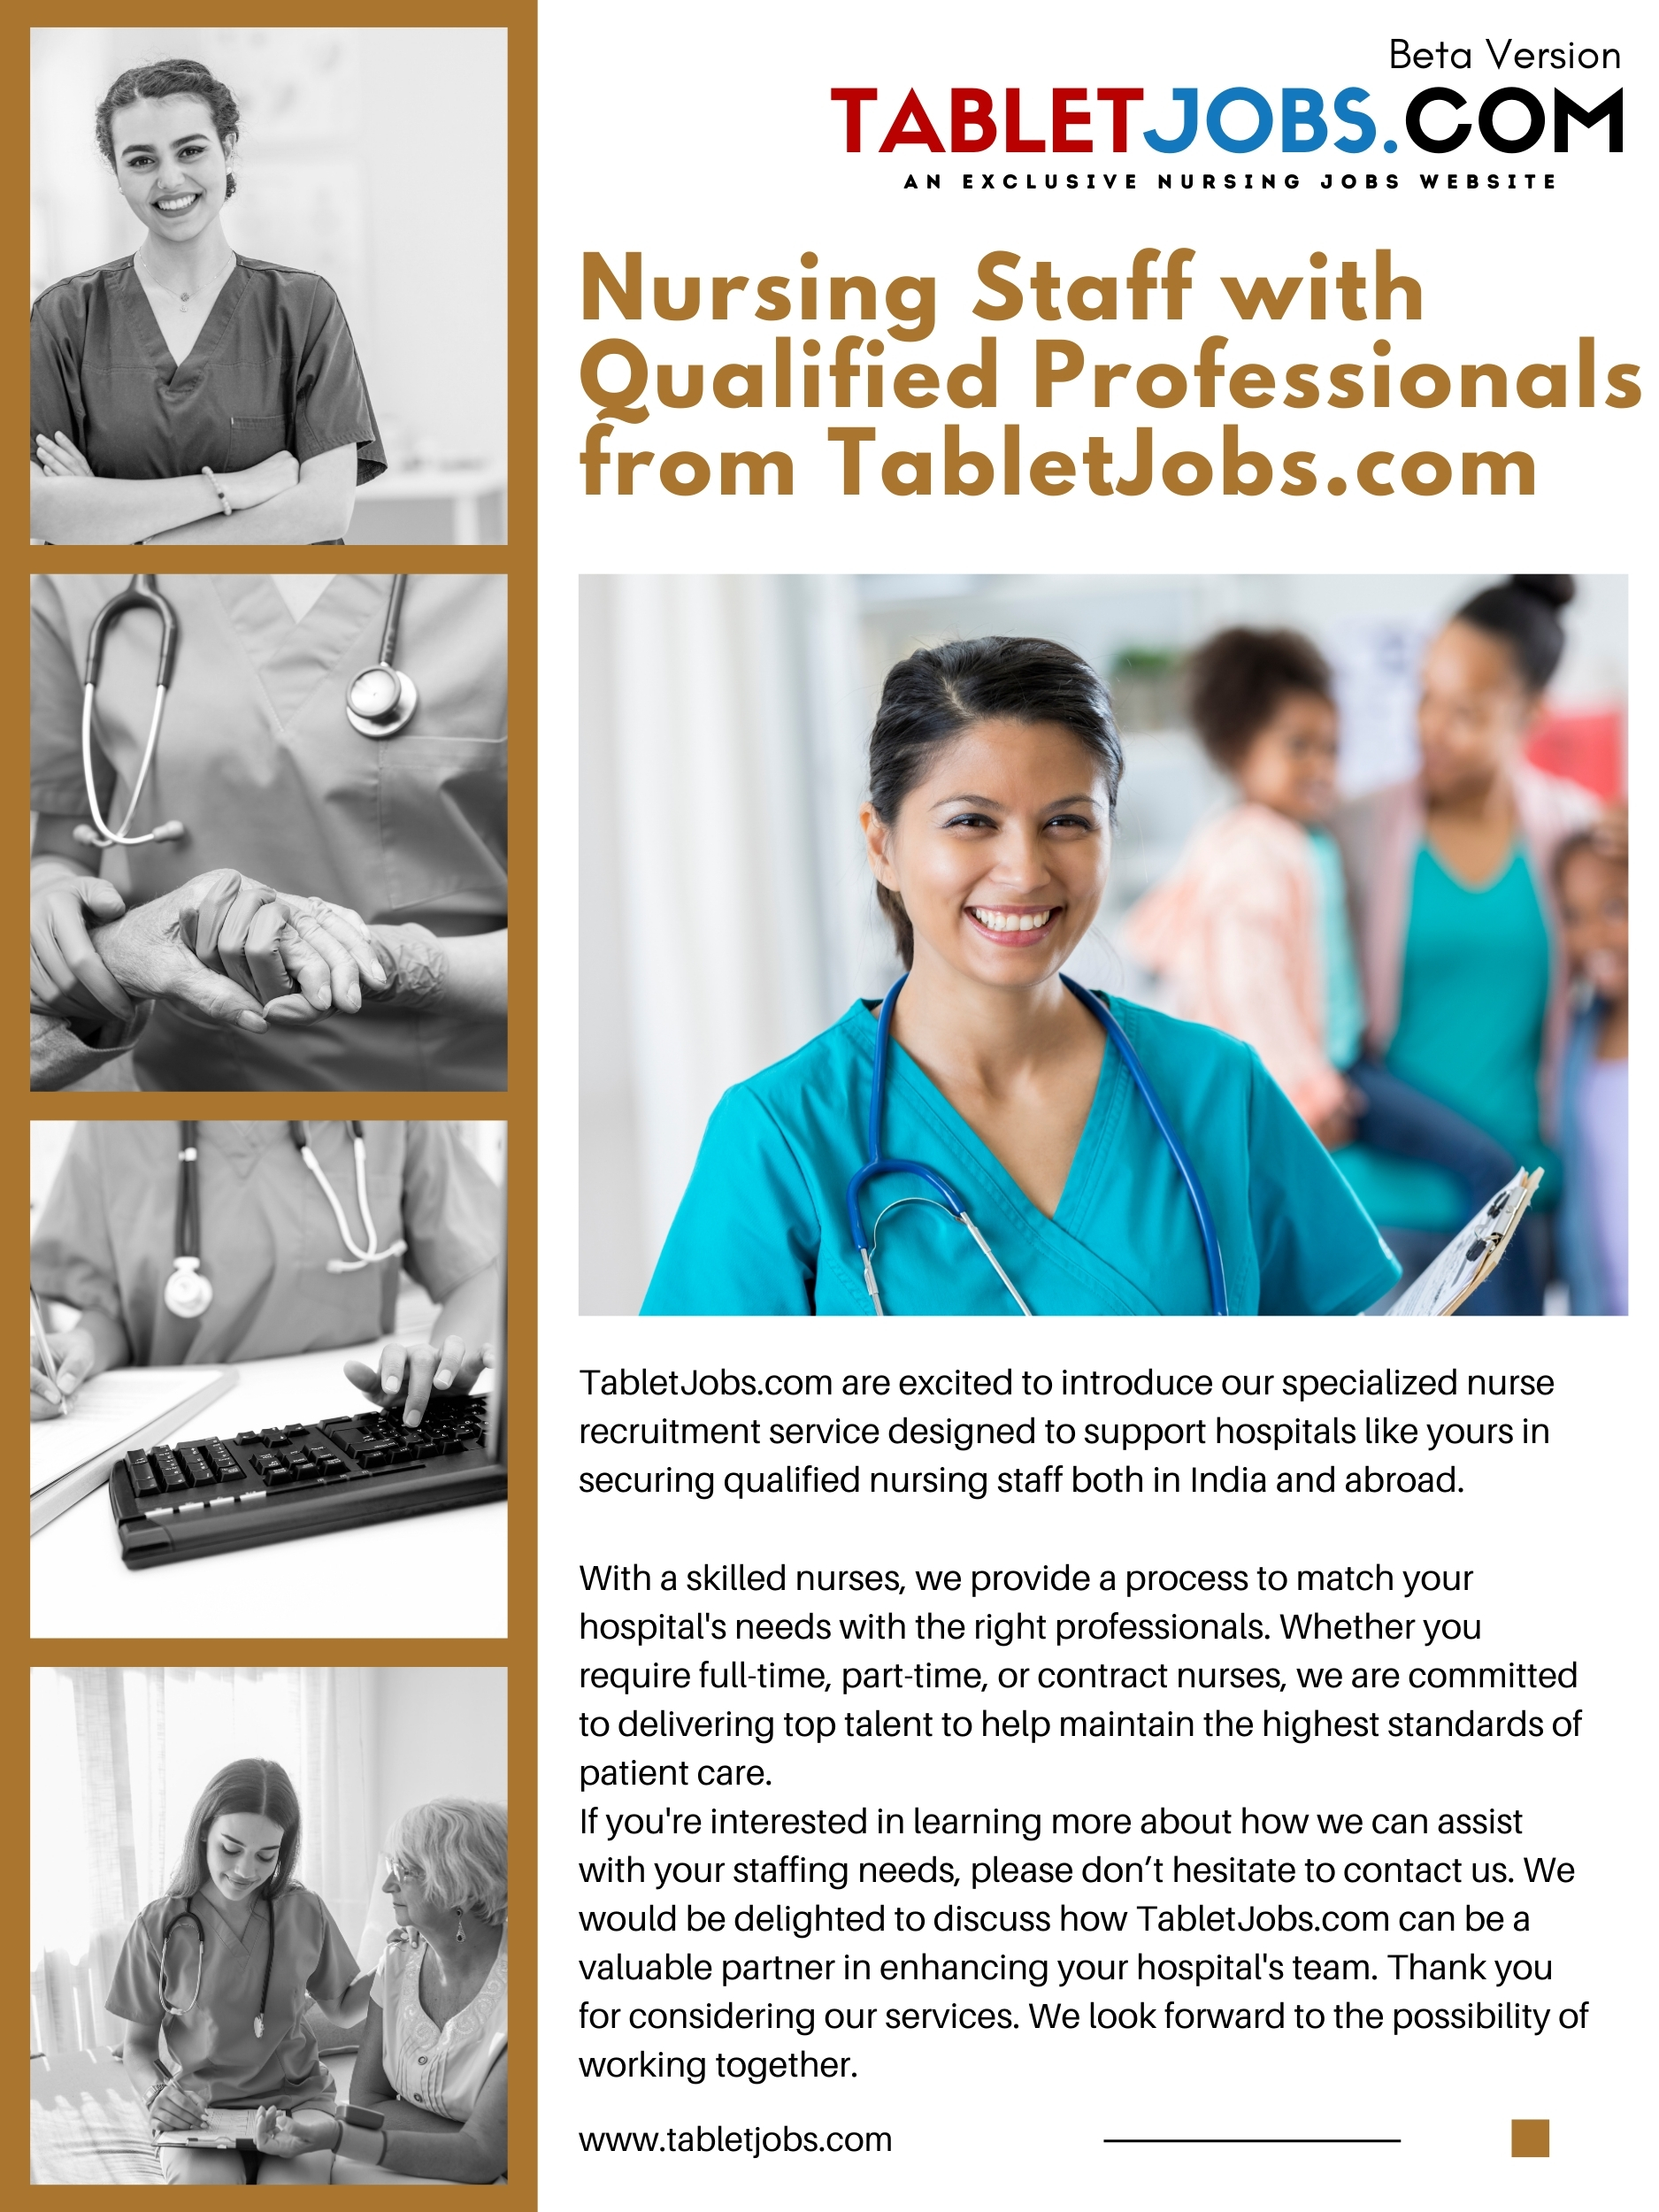 Beta Version
TABLETJOBS.COM
AN EXCLUSIVE NURSING JOBS WEBSITE
Nursing Staff with
Qualified Professionals
from TabletJobs.com
TabletJobs.com are excited to introduce our specialized nurse
recruitment service designed to support hospitals like yours in
securing qualified nursing staff both in India and abroad.
With a skilled nurses, we provide a process to match your
hospital's needs with the right professionals. Whether you
require full-time, part-time, or contract nurses, we are committed
to delivering top talent to help maintain the highest standards of
patient care.
If you're interested in learning more about how we can assist
with your staffing needs, please don’t hesitate to contact us. We
would be delighted to discuss how TabletJobs.com can be a
valuable partner in enhancing your hospital's team. Thank you
for considering our services. We look forward to the possibility of
working together.
www.tabletjobs.com